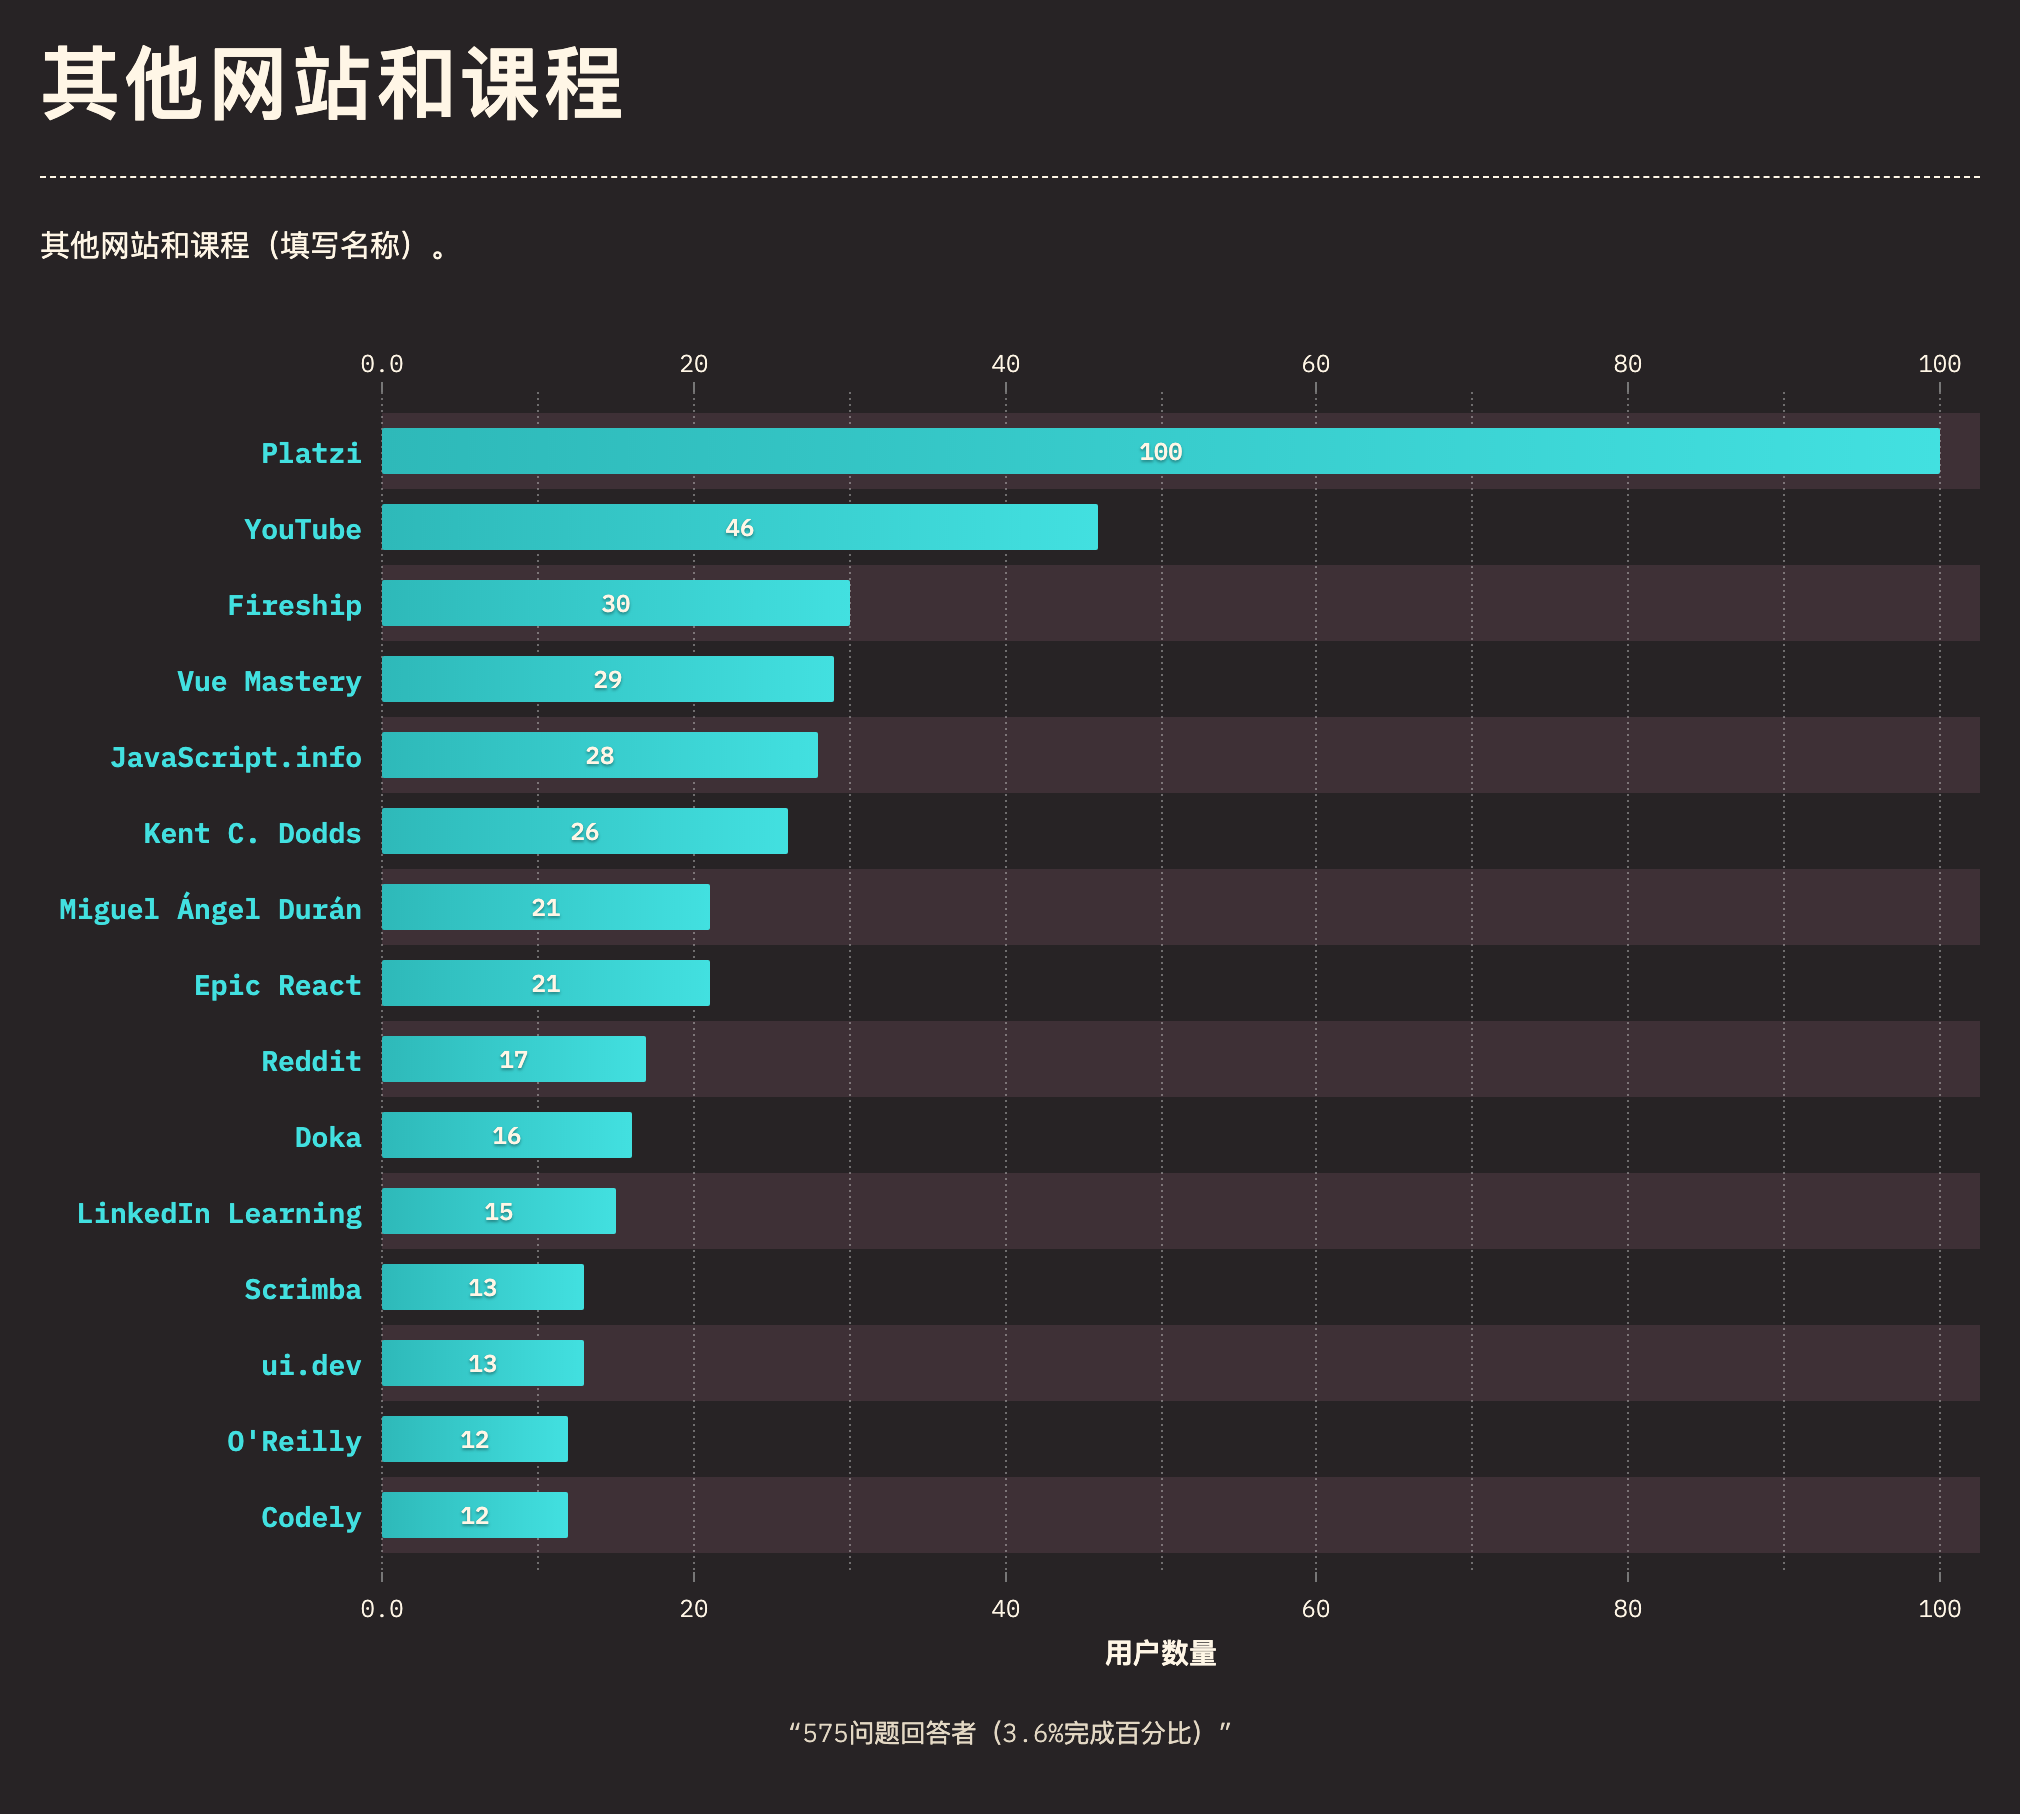 其他网站和课程
其他网站和课程（填写名称）。
0.0 20 40 60 80 100
Platzi 100
YouTube 46
Fireship 30
Vue Mastery 29
JavaScript.info 28
Kent C. Dodds 26
Miguel Ángel Durán 21
Epic React 21
Reddit 17
Doka 16
LinkedIn Learning 15
Scrimba 13
ui.dev 13
O'Reilly 12
Codely 12
0.0 20 40 60 80 100
用户数量
“575问题回答者（3.6%完成百分比）”